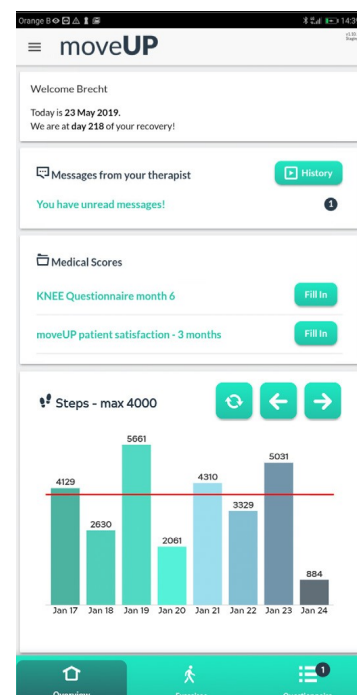 Orange B 14:39
moveUP
Welcome Brecht
Today is 23 May 2019.
We are at day 218 of your recovery!
Messages from your therapist
History
You have unread messages!
1
Medical Scores
KNEE Questionnaire month 6
Fill In
moveUP patient satisfaction - 3 months
Fill In
Steps - max 4000
5661
5031
4129
4310
3329
2630
2061
884
Jan 17 Jan 18 Jan 19 Jan 20 Jan 21 Jan 22 Jan 23 Jan 24
1
Overview